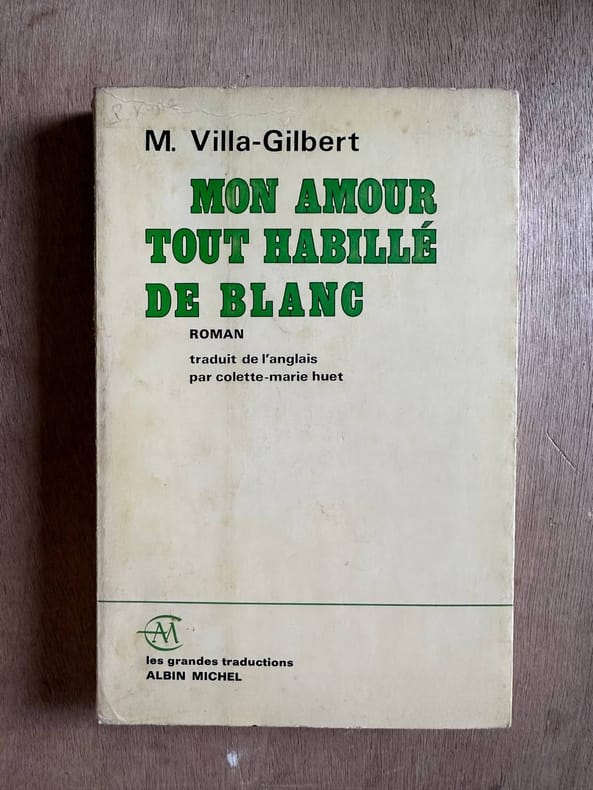 M. Villa-Gilbert
MON AMOUR
TOUT HABILLÉ
DE BLANC
ROMAN
traduit de l'anglais
par colette-marie huet
AM
les grandes traductions
ALBIN MICHEL